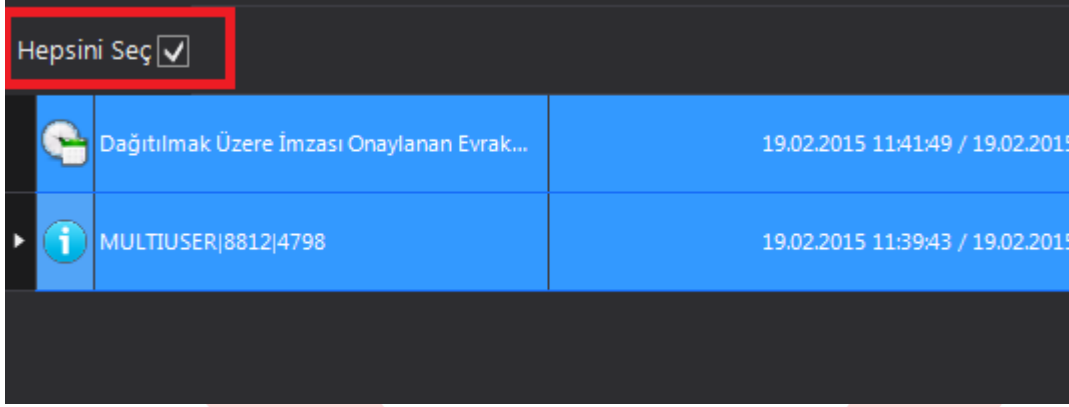 Hepsini Seç
Dağıtılmak Üzere İmzası Onaylanan Evrak... 19.02.2015 11:41:49 / 19.02.2015
MULTIUSER|8812|4798 19.02.2015 11:39:43 / 19.02.2015